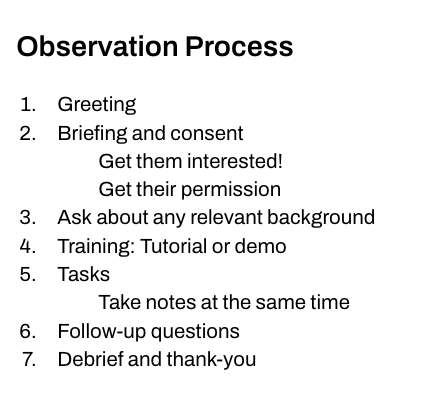 Observation Process
1. Greeting
2. Briefing and consent
Get them interested!
Get their permission
3. Ask about any relevant background
4. Training: Tutorial or demo
5. Tasks
Take notes at the same time
6. Follow-up questions
7. Debrief and thank-you